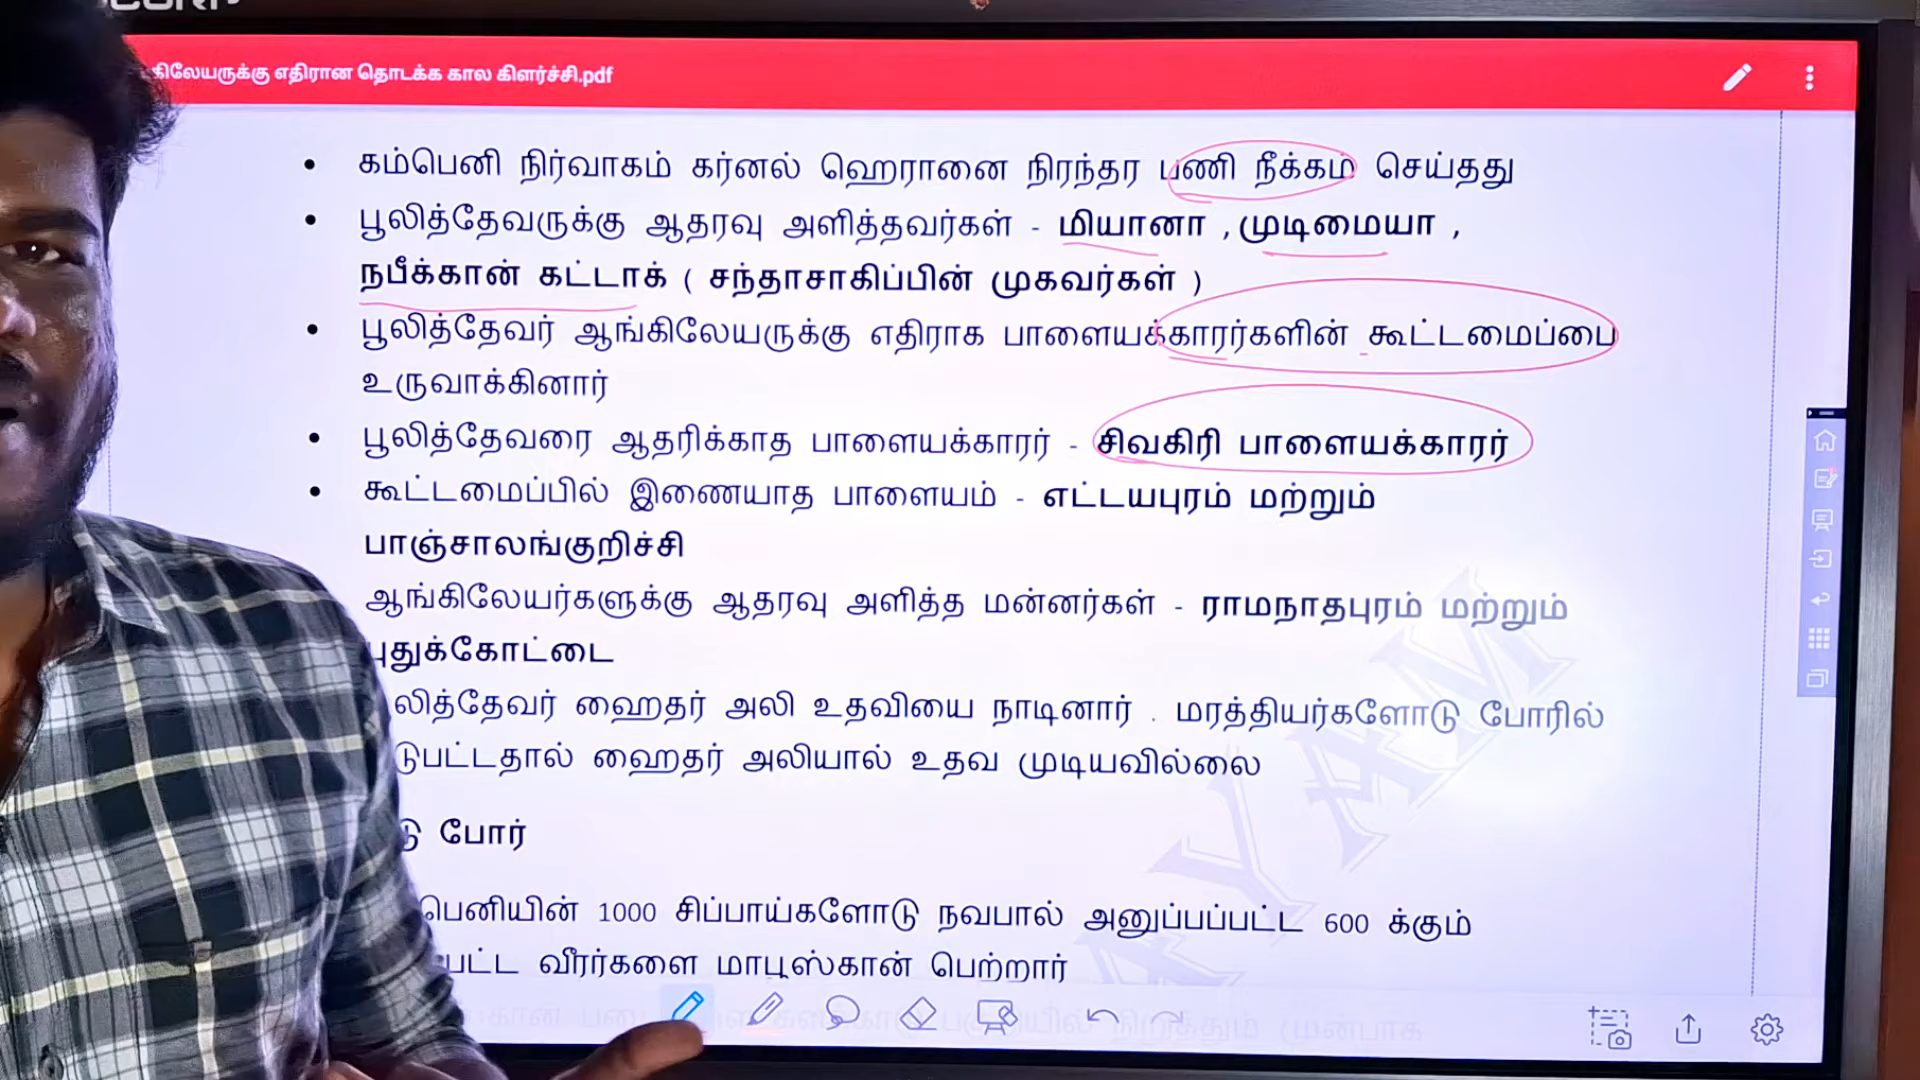 எதிரான தொடக்க கால கிளர்ச்சி.pdf
• கம்பெனி நிர்வாகம் கர்னல் ஹெரானை நிரந்தர பணி நீக்கம் செய்தது
• பூலித்தேவருக்கு ஆதரவு அளித்தவர்கள் - மியானா , முடிமையா ,
நபீக்கான் கட்டாக் ( சந்தாசாகிப்பின் முகவர்கள் )
• பூலித்தேவர் ஆங்கிலேயருக்கு எதிராக பாளையக்காரர்களின் கூட்டமைப்பை
உருவாக்கினார்
• பூலித்தேவரை ஆதரிக்காத பாளையக்காரர் - சிவகிரி பாளையக்காரர்
• கூட்டமைப்பில் இணையாத பாளையம் - எட்டயபுரம் மற்றும்
பாஞ்சாலங்குறிச்சி
ஆங்கிலேயர்களுக்கு ஆதரவு அளித்த மன்னர்கள் - ராமநாதபுரம் மற்றும்
புதுக்கோட்டை
லித்தேவர் ஹைதர் அலி உதவியை நாடினார் . மரத்தியர்களோடு போரில்
டுபட்டதால் ஹைதர் அலியால் உதவ முடியவில்லை
போர்
பெனியின் 1000 சிப்பாய்களோடு நவபால் அனுப்பப்பட்ட 600 க்கும்
பட்ட வீரர்களை மாபூஸ்கான் பெற்றார்